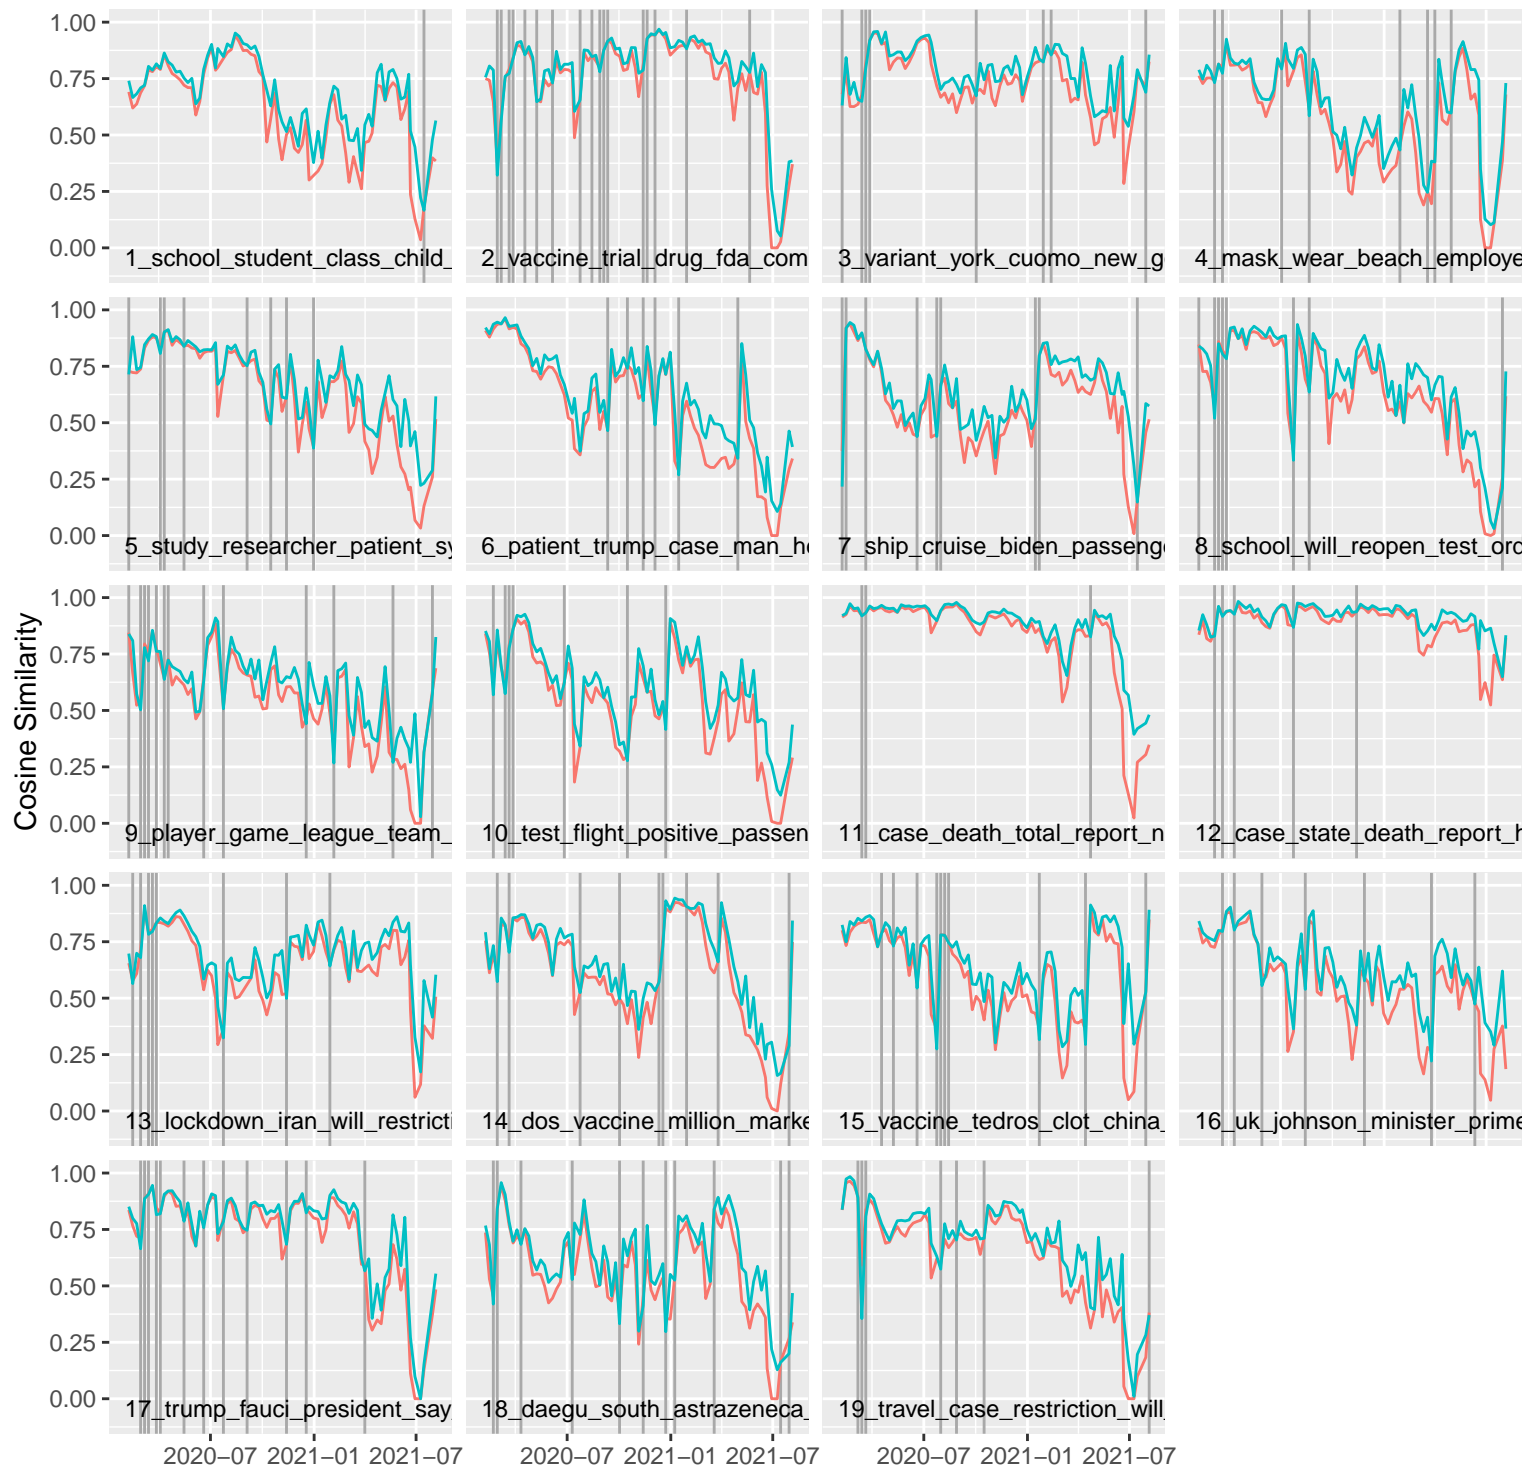 1.00
0.75
0.50
0.25
0.00
1_school_student_class_child_
2_vaccine_trial_drug_fda_com
3_variant_york_cuomo_new_g
4_mask_wear_beach_employe
1.00
0.75
0.50
0.25
0.00
5_study_researcher_patient_sy
6_patient_trump_case_man_h
7_ship_cruise_biden_passeng
8_school_will_reopen_test_ord
Cosine Similarity
1.00
0.75
0.50
0.25
0.00
9_player_game_league_team_
10_test_flight_positive_passen
11_case_death_total_report_n
12_case_state_death_report_h
1.00
0.75
0.50
0.25
0.00
13_lockdown_iran_will_restricti
14_dos_vaccine_million_marke
15_vaccine_tedros_clot_china_
16_uk_johnson_minister_prime
1.00
0.75
0.50
0.25
0.00
17_trump_fauci_president_say_
18_daegu_south_astrazeneca_
19_travel_case_restriction_will_
2020−07 2021−01 2021−07
2020−07 2021−01 2021−07
2020−07 2021−01 2021−07